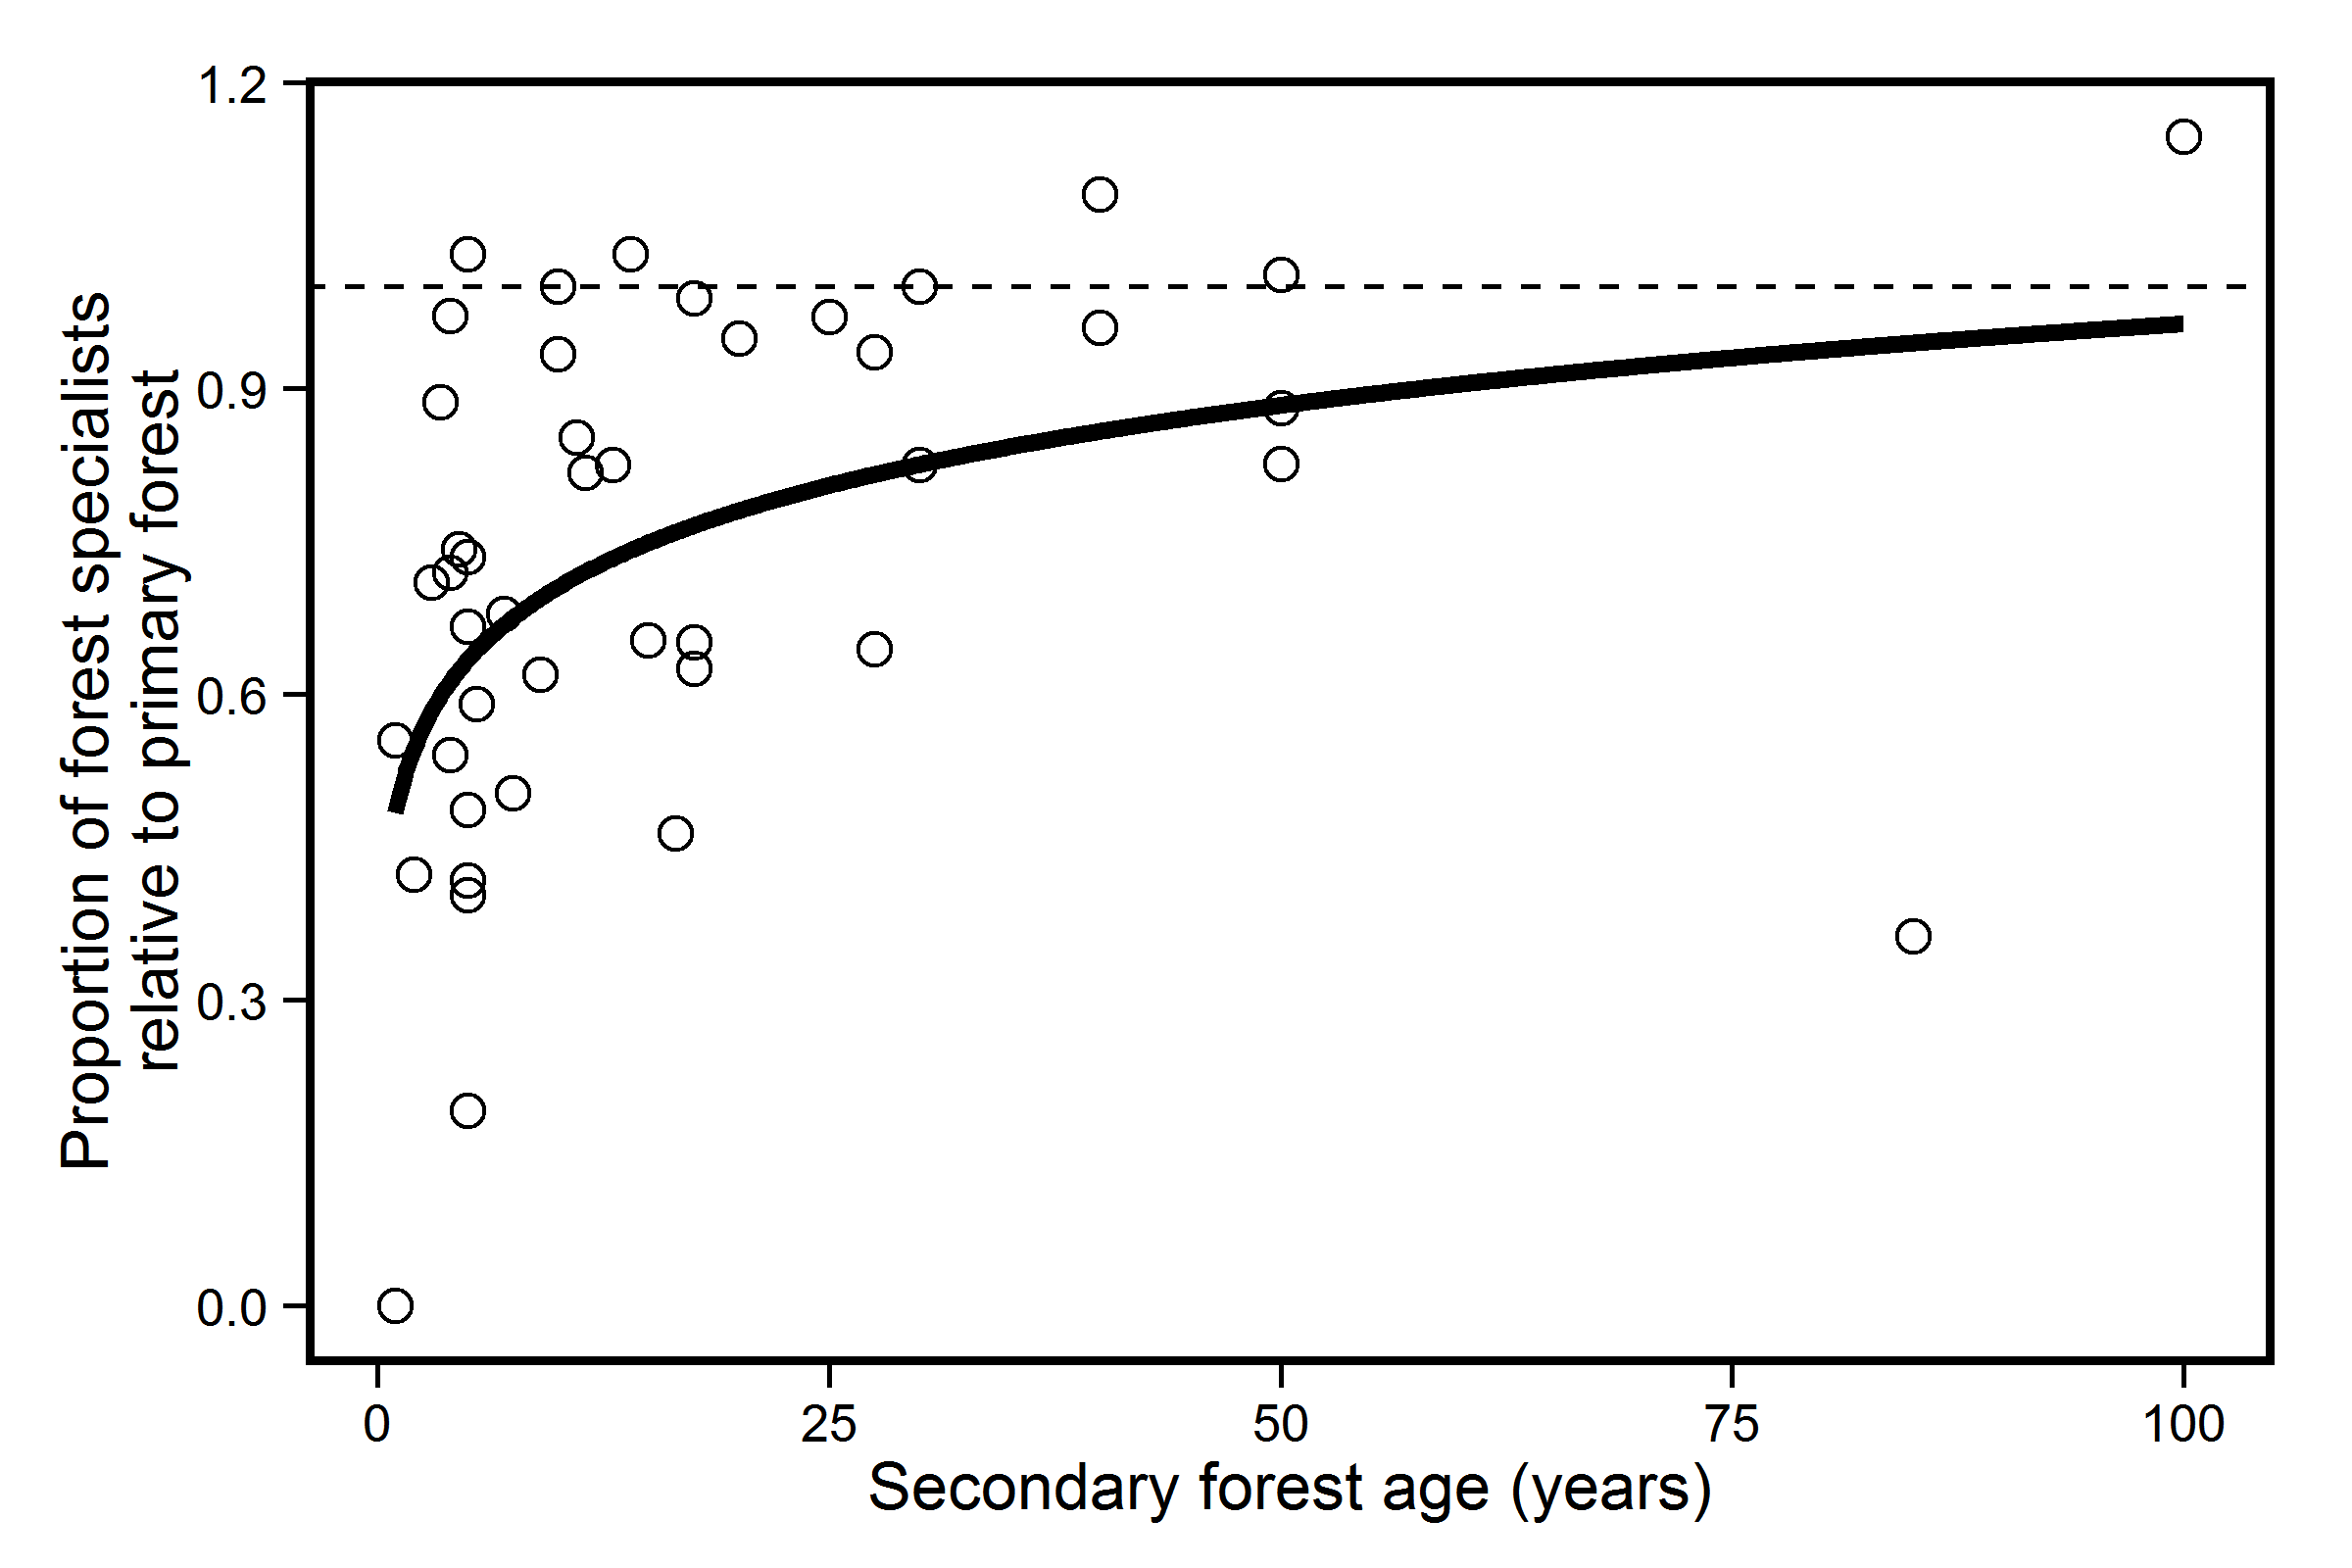 Proportion of forest specialists
relative to primary forest
1.2
0.9
0.6
0.3
0.0
0 25 50 75 100
Secondary forest age (years)